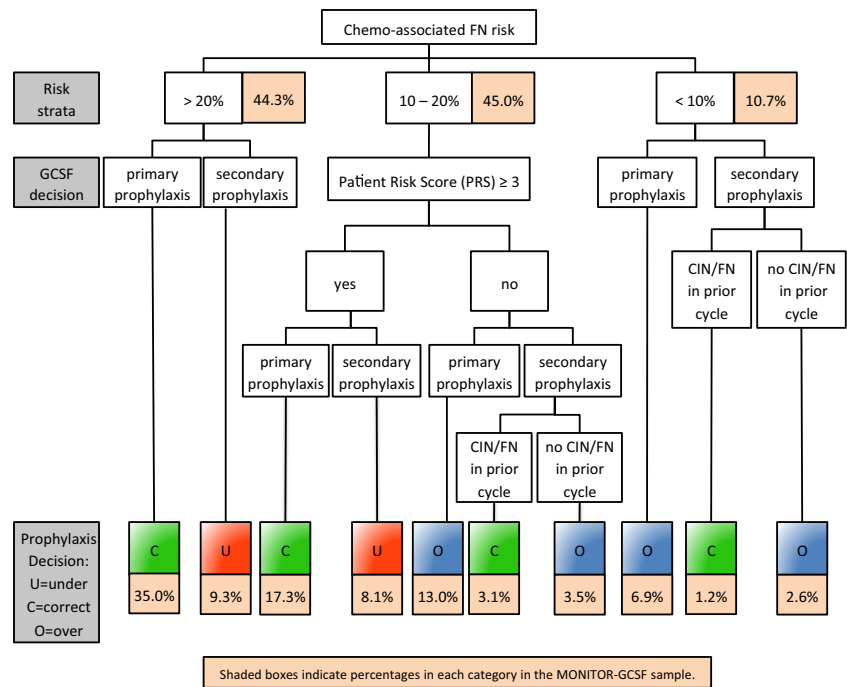 Chemo-associated FN risk
Risk
strata
> 20%
44.3%
10 – 20%
45.0%
< 10%
10.7%
GCSF
decision
primary
prophylaxis
secondary
prophylaxis
Patient Risk Score (PRS) ≥ 3
primary
prophylaxis
secondary
prophylaxis
yes
no
CIN/FN
in prior
cycle
no CIN/FN
in prior
cycle
primary
prophylaxis
secondary
prophylaxis
primary
prophylaxis
secondary
prophylaxis
CIN/FN
in prior
cycle
no CIN/FN
in prior
cycle
Prophylaxis
Decision:
U=under
C=correct
O=over
C
U
C
U
O
C
O
O
C
O
35.0%
9.3%
17.3%
8.1%
13.0%
3.1%
3.5%
6.9%
1.2%
2.6%
Shaded boxes indicate percentages in each category in the MONITOR-GCSF sample.